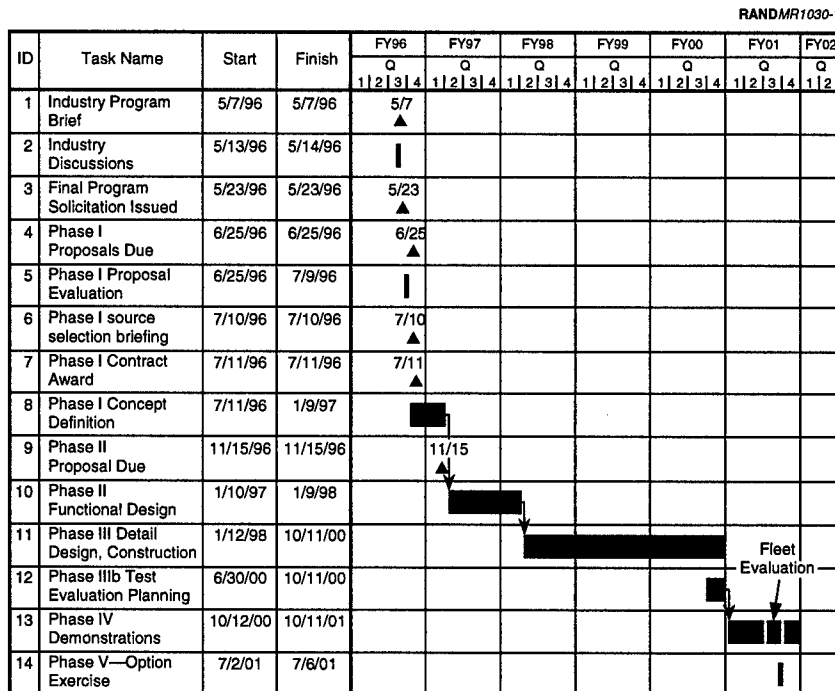 RANDMR1030-
ID Task Name Start Finish FY96 FY97 FY98 FY99 FY00 FY01 FY02
Q Q Q Q Q Q Q
1 2 3 4 1 2 3 4 1 2 3 4 1 2 3 4 1 2 3 4 1 2 3 4 1 2
1 Industry Program 5/7/96 5/7/96 5/7
Brief
2 Industry 5/13/96 5/14/96
Discussions
3 Final Program 5/23/96 5/23/96 5/23
Solicitation Issued
4 Phase I 6/25/96 6/25/96 6/25
Proposals Due
5 Phase I Proposal 6/25/96 7/9/96
Evaluation
6 Phase I source 7/10/96 7/10/96 7/10
selection briefing
7 Phase I Contract 7/11/96 7/11/96 7/11
Award
8 Phase I Concept 7/11/96 1/9/97
Definition
9 Phase II 11/15/96 11/15/96 11/15
Proposal Due
10 Phase II 1/10/97 1/9/98
Functional Design
11 Phase III Detail 1/12/98 10/11/00
Design, Construction
Fleet
Evaluation
12 Phase IIIb Test 6/30/00 10/11/00
Evaluation Planning
13 Phase IV 10/12/00 10/11/01
Demonstrations
14 Phase V—Option 7/2/01 7/6/01
Exercise